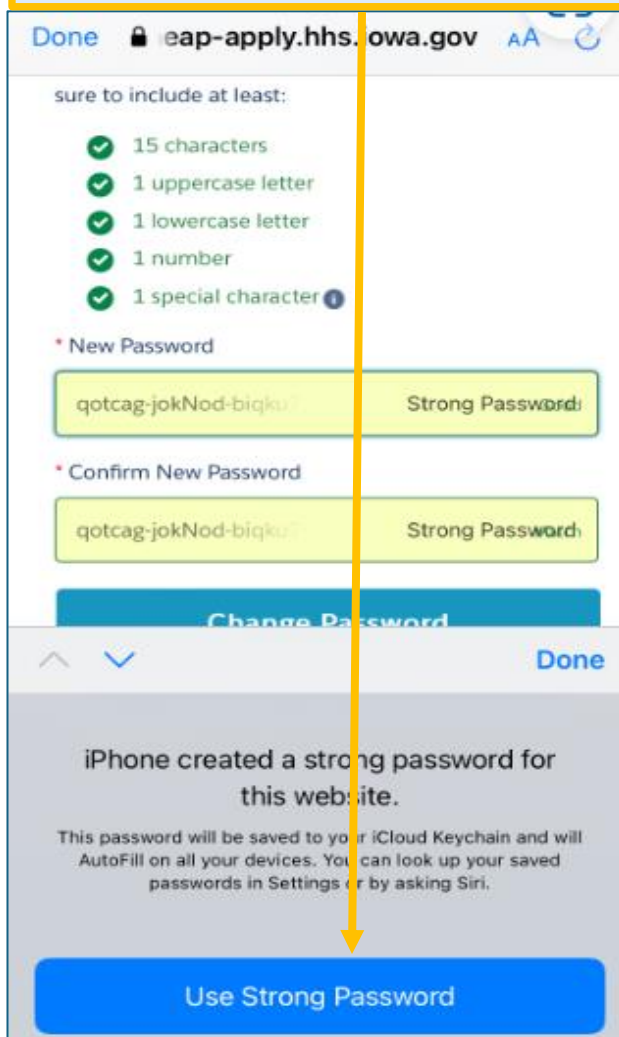 Done eap-apply.hhs.iowa.gov AA
sure to include at least:
15 characters
1 uppercase letter
1 lowercase letter
1 number
1 special character
* New Password
qotcag-jokNod-biqku Strong Password
* Confirm New Password
qotcag-jokNod-biqku Strong Password
Change Password
Done
iPhone created a strong password for
this website.
This password will be saved to your iCloud Keychain and will
AutoFill on all your devices. You can look up your saved
passwords in Settings or by asking Siri.
Use Strong Password